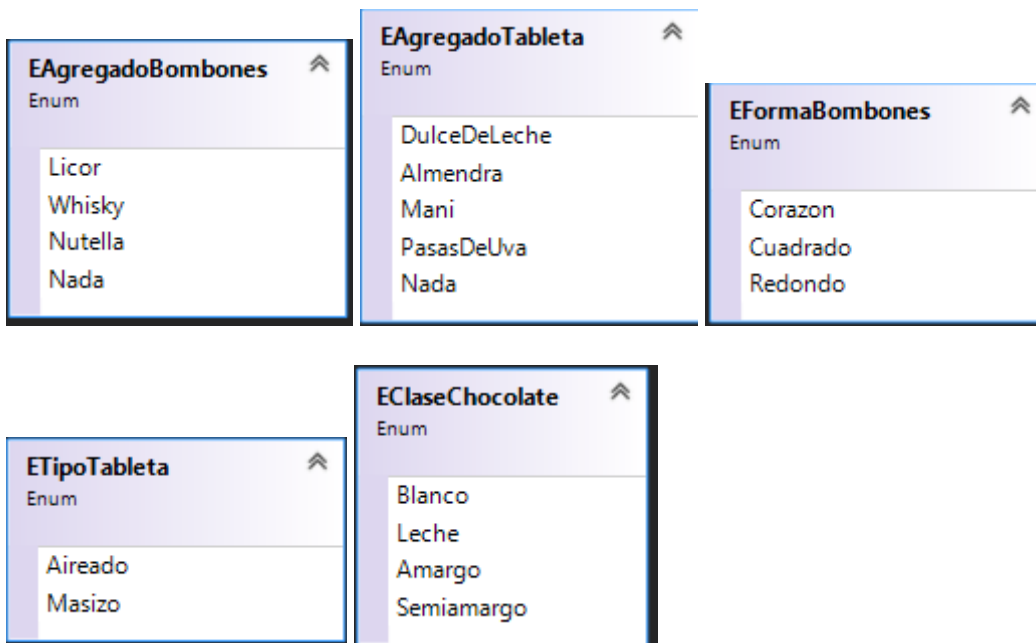 EAgregadoBombones
Enum
Licor
Whisky
Nutella
Nada
EAgregadoTableta
Enum
DulceDeLeche
Almendra
Mani
PasasDeUva
Nada
EFormaBombones
Enum
Corazon
Cuadrado
Redondo
ETipoTableta
Enum
Aireado
Masizo
EClaseChocolate
Enum
Blanco
Leche
Amargo
Semiamargo